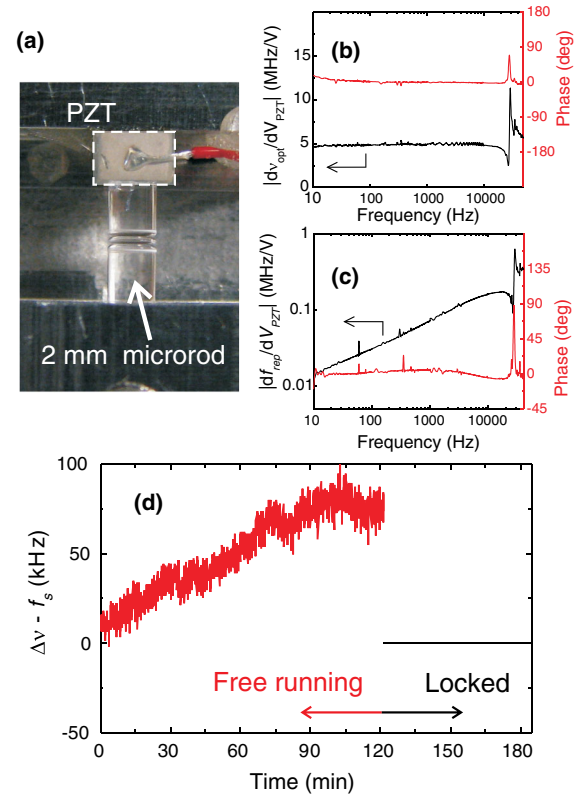 (a)
PZT
2 mm microrod
(b)
|dν_opt/dV_PZT| (MHz/V)
15
10
5
0
10 100 1000 10000
Frequency (Hz)
180
90
0
-90
-180
Phase (deg)
(c)
|df_rep/dV_PZT| (MHz/V)
1
0.1
0.01
10 100 1000 10000
Frequency (Hz)
135
90
45
0
-45
Phase (deg)
(d)
Δν - f_s (kHz)
100
50
0
-50
Free running
Locked
0 30 60 90 120 150 180
Time (min)